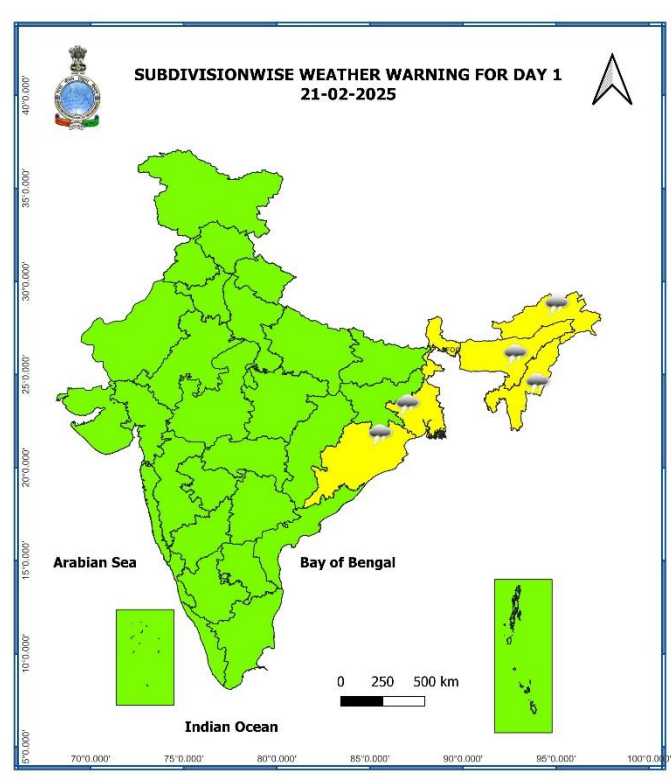 SUBDIVISIONWISE WEATHER WARNING FOR DAY 1
21-02-2025
40°0.000'
35°0.000'
30°0.000'
25°0.000'
20°0.000'
15°0.000'
10°0.000'
5°0.000'
Arabian Sea
Bay of Bengal
0 250 500 km
Indian Ocean
70°0.000' 75°0.000' 80°0.000' 85°0.000' 90°0.000' 95°0.000' 100°0.000'